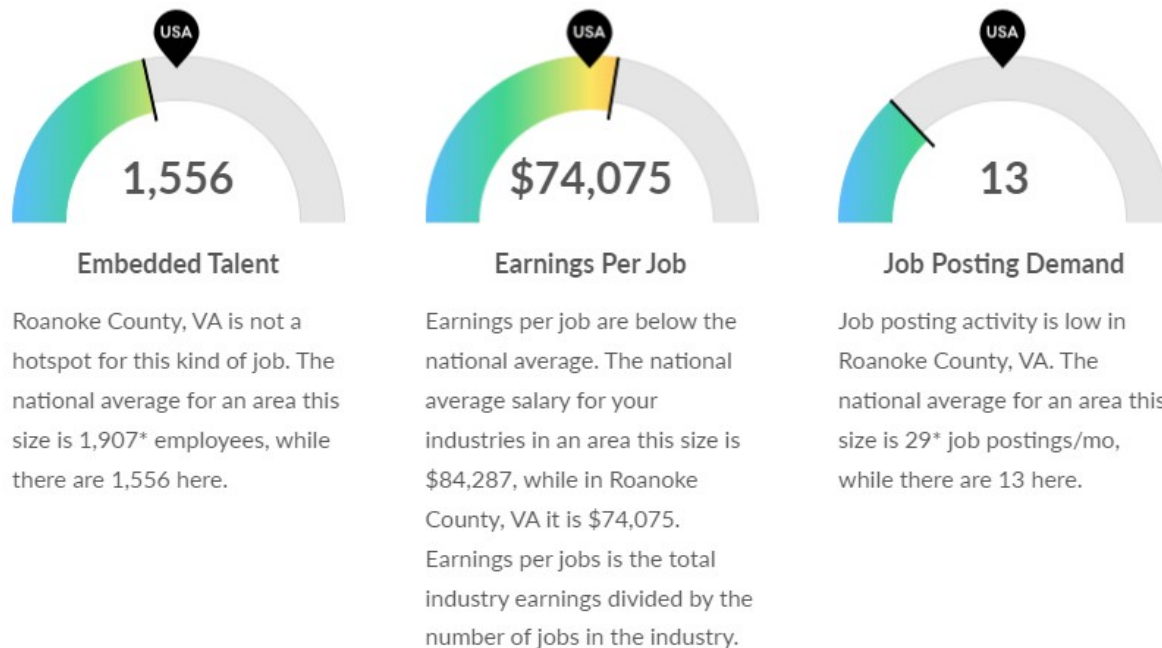 USA
1,556
Embedded Talent
Roanoke County, VA is not a
hotspot for this kind of job. The
national average for an area this
size is 1,907* employees, while
there are 1,556 here.
USA
$74,075
Earnings Per Job
Earnings per job are below the
national average. The national
average salary for your
industries in an area this size is
$84,287, while in Roanoke
County, VA it is $74,075.
Earnings per jobs is the total
industry earnings divided by the
number of jobs in the industry.
USA
13
Job Posting Demand
Job posting activity is low in
Roanoke County, VA. The
national average for an area this
size is 29* job postings/mo,
while there are 13 here.